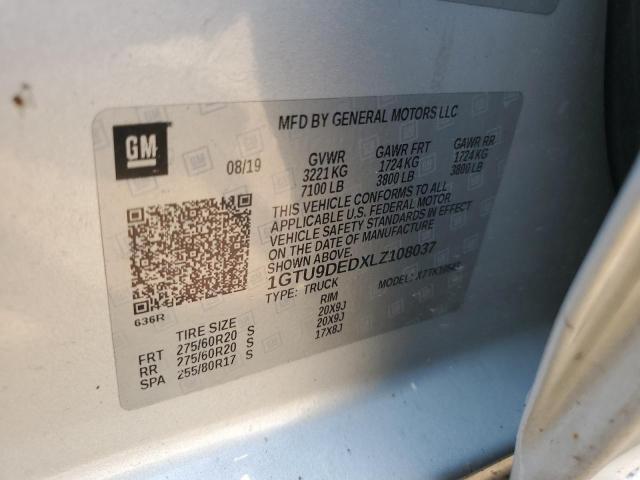 MFD BY GENERAL MOTORS LLC
GM
08/19 GVWR GAWR FRT GAWR RR
3221 KG 1724 KG 1724 KG
7100 LB 3800 LB 3800 LB
THIS VEHICLE CONFORMS TO ALL
APPLICABLE U.S. FEDERAL MOTOR
VEHICLE SAFETY STANDARDS IN EFFECT
ON THE DATE OF MANUFACTURE
SHOWN ABOVE.
1GTU9DEDXLZ108037
TYPE: TRUCK MODEL:
636R
TIRE SIZE RIM
FRT 275/60R20 S 20X9J
RR 275/60R20 S 20X9J
SPA 255/80R17 S 17X8J